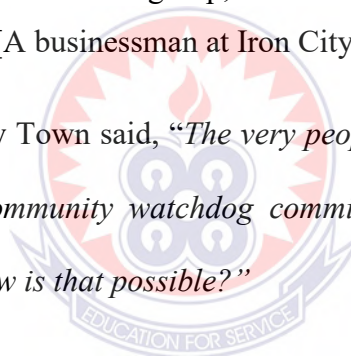 [A businessman at Iron City
y Town said, “The very peop
ommunity watchdog commi
w is that possible?”
EDUCATION FOR SERVICE